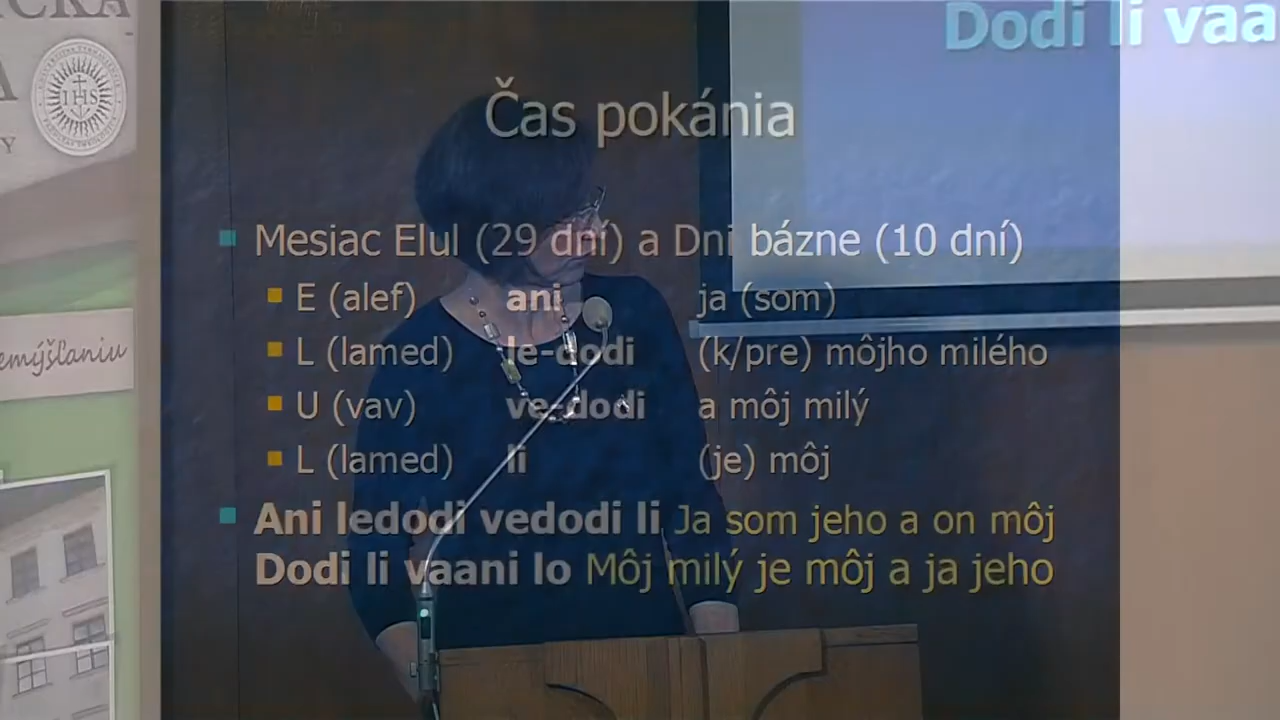 ICKÁ
A
Y
IHS
emýšľaniu
Dodi li vaa
Čas pokánia
Mesiac Elul (29 dní) a Dni bázne (10 dní)
E (alef) ani ja (som)
L (lamed) le-dodi (k/pre) môjho milého
U (vav) ve-dodi a môj milý
L (lamed) li (je) môj
Ani ledodi vedodi li Ja som jeho a on môj
Dodi li vaani lo Môj milý je môj a ja jeho